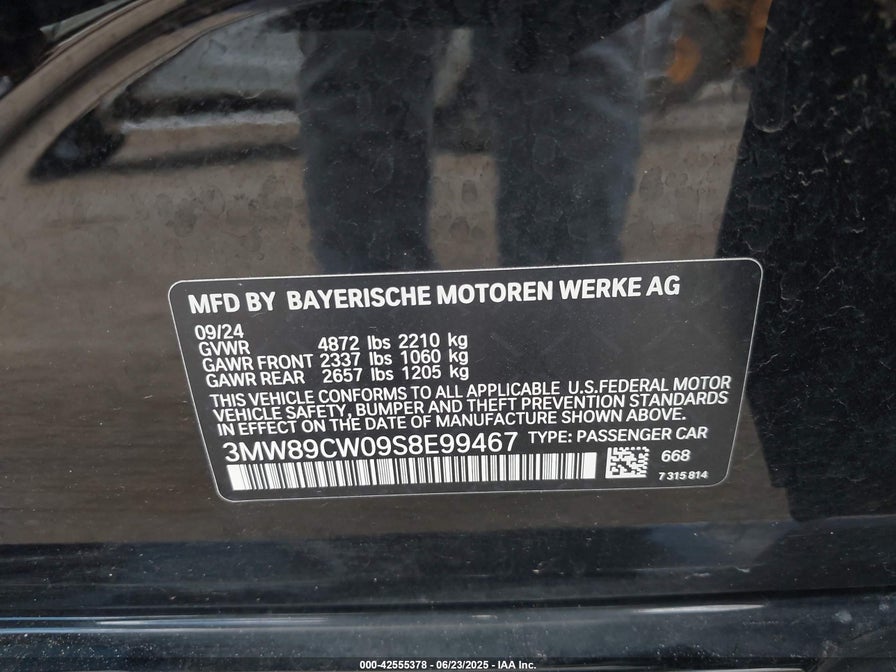 MFD BY BAYERISCHE MOTOREN WERKE AG
09/24
GVWR 4872 lbs 2210 kg
GAWR FRONT 2337 lbs 1060 kg
GAWR REAR 2657 lbs 1205 kg
THIS VEHICLE CONFORMS TO ALL APPLICABLE U.S.FEDERAL MOTOR
VEHICLE SAFETY, BUMPER AND THEFT PREVENTION STANDARDS
IN EFFECT ON THE DATE OF MANUFACTURE SHOWN ABOVE.
3MW89CW09S8E99467 TYPE: PASSENGER CAR
668
7 315 814
000-42555378 - 06/23/2025 - IAA Inc.